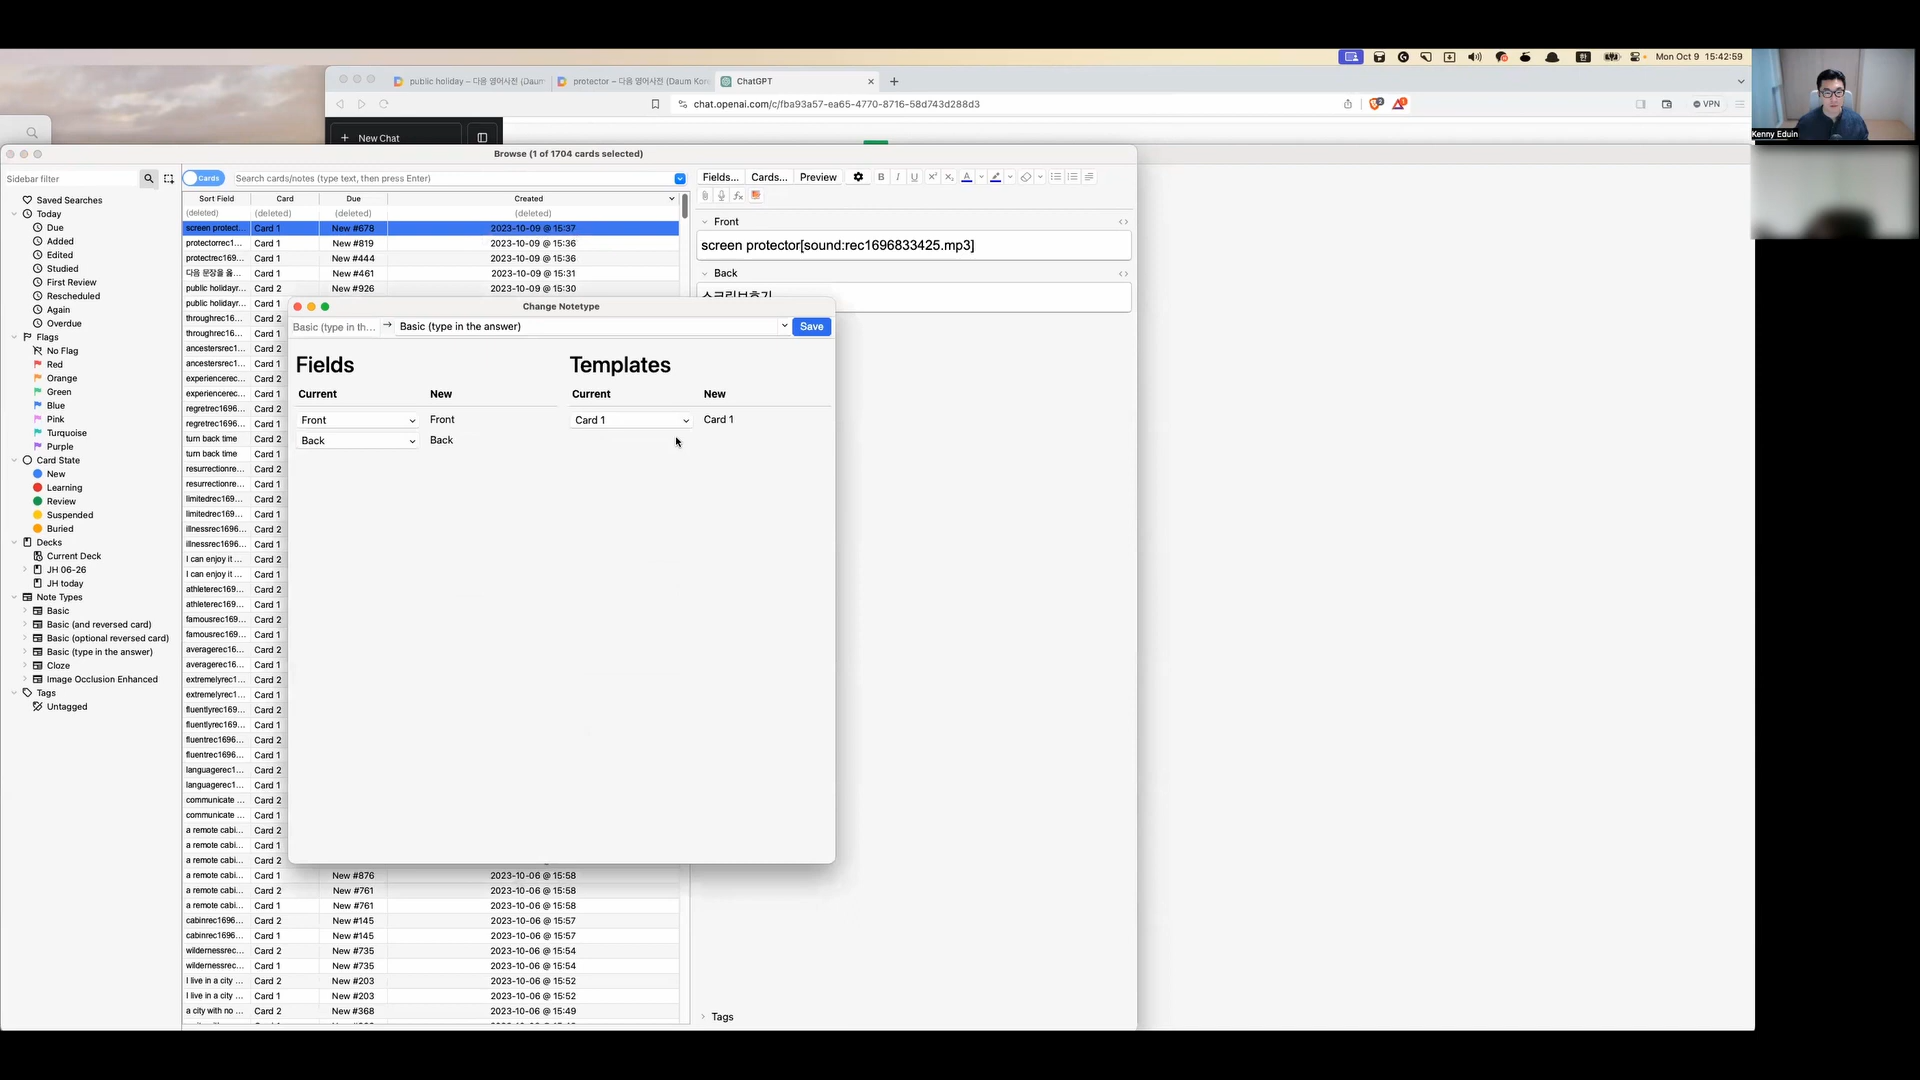 Mon Oct 9 15:42:59
public holiday – 다음 영어사전 (Daum
protector – 다음 영어사전 (Daum Kor
ChatGPT
chat.openai.com/c/fba93a57-ea65-4770-8716-58d743d288d3
VPN
Kenny Eduin
New Chat
Browse (1 of 1704 cards selected)
Sidebar filter
Cards
Search cards/notes (type text, then press Enter)
Fields...
Cards...
Preview
Saved Searches
Today
Due
Added
Edited
Studied
First Review
Rescheduled
Again
Overdue
Flags
No Flag
Red
Orange
Green
Blue
Pink
Turquoise
Purple
Card State
New
Learning
Review
Suspended
Buried
Decks
Current Deck
JH 06-26
JH today
Note Types
Basic
Basic (and reversed card)
Basic (optional reversed card)
Basic (type in the answer)
Cloze
Image Occlusion Enhanced
Tags
Untagged
Sort Field Card Due Created
(deleted) (deleted) (deleted) (deleted)
screen protect... Card 1 New #678 2023-10-09 @ 15:37
protectorrec1... Card 1 New #819 2023-10-09 @ 15:36
protectrec169... Card 1 New #444 2023-10-09 @ 15:36
다음 문장을 옳... Card 1 New #461 2023-10-09 @ 15:31
public holidayr... Card 2 New #926 2023-10-09 @ 15:30
public holidayr... Card 1
throughrec16... Card 2
throughrec16... Card 1
ancestersrec1... Card 2
ancestersrec1... Card 1
experiencerec... Card 2
experiencerec... Card 1
regretrec1696... Card 2
regretrec1696... Card 1
turn back time Card 2
turn back time Card 1
resurrectionre... Card 2
resurrectionre... Card 1
limitedrec169... Card 2
limitedrec169... Card 1
illnessrec1696... Card 2
illnessrec1696... Card 1
I can enjoy it ... Card 2
I can enjoy it ... Card 1
athleterec169... Card 2
athleterec169... Card 1
famousrec169... Card 2
famousrec169... Card 1
averagerec16... Card 2
averagerec16... Card 1
extremelyrec1... Card 2
extremelyrec1... Card 1
fluentlyrec169... Card 2
fluentlyrec169... Card 1
fluentrec1696... Card 2
fluentrec1696... Card 1
languagerec1... Card 2
languagerec1... Card 1
communicate ... Card 2
communicate ... Card 1
a remote cabi... Card 2
a remote cabi... Card 1
a remote cabi... Card 2
a remote cabi... Card 1 New #876 2023-10-06 @ 15:58
a remote cabi... Card 2 New #761 2023-10-06 @ 15:58
a remote cabi... Card 1 New #761 2023-10-06 @ 15:58
cabinrec1696... Card 2 New #145 2023-10-06 @ 15:57
cabinrec1696... Card 1 New #145 2023-10-06 @ 15:57
wildernessrec... Card 2 New #735 2023-10-06 @ 15:54
wildernessrec... Card 1 New #735 2023-10-06 @ 15:54
I live in a city ... Card 2 New #203 2023-10-06 @ 15:52
I live in a city ... Card 1 New #203 2023-10-06 @ 15:52
a city with no ... Card 2 New #368 2023-10-06 @ 15:49
Front
screen protector[sound:rec1696833425.mp3]
Back
Tags
Change Notetype
Basic (type in th... → Basic (type in the answer)
Save
Fields
Current New
Front Front
Back Back
Templates
Current New
Card 1 Card 1